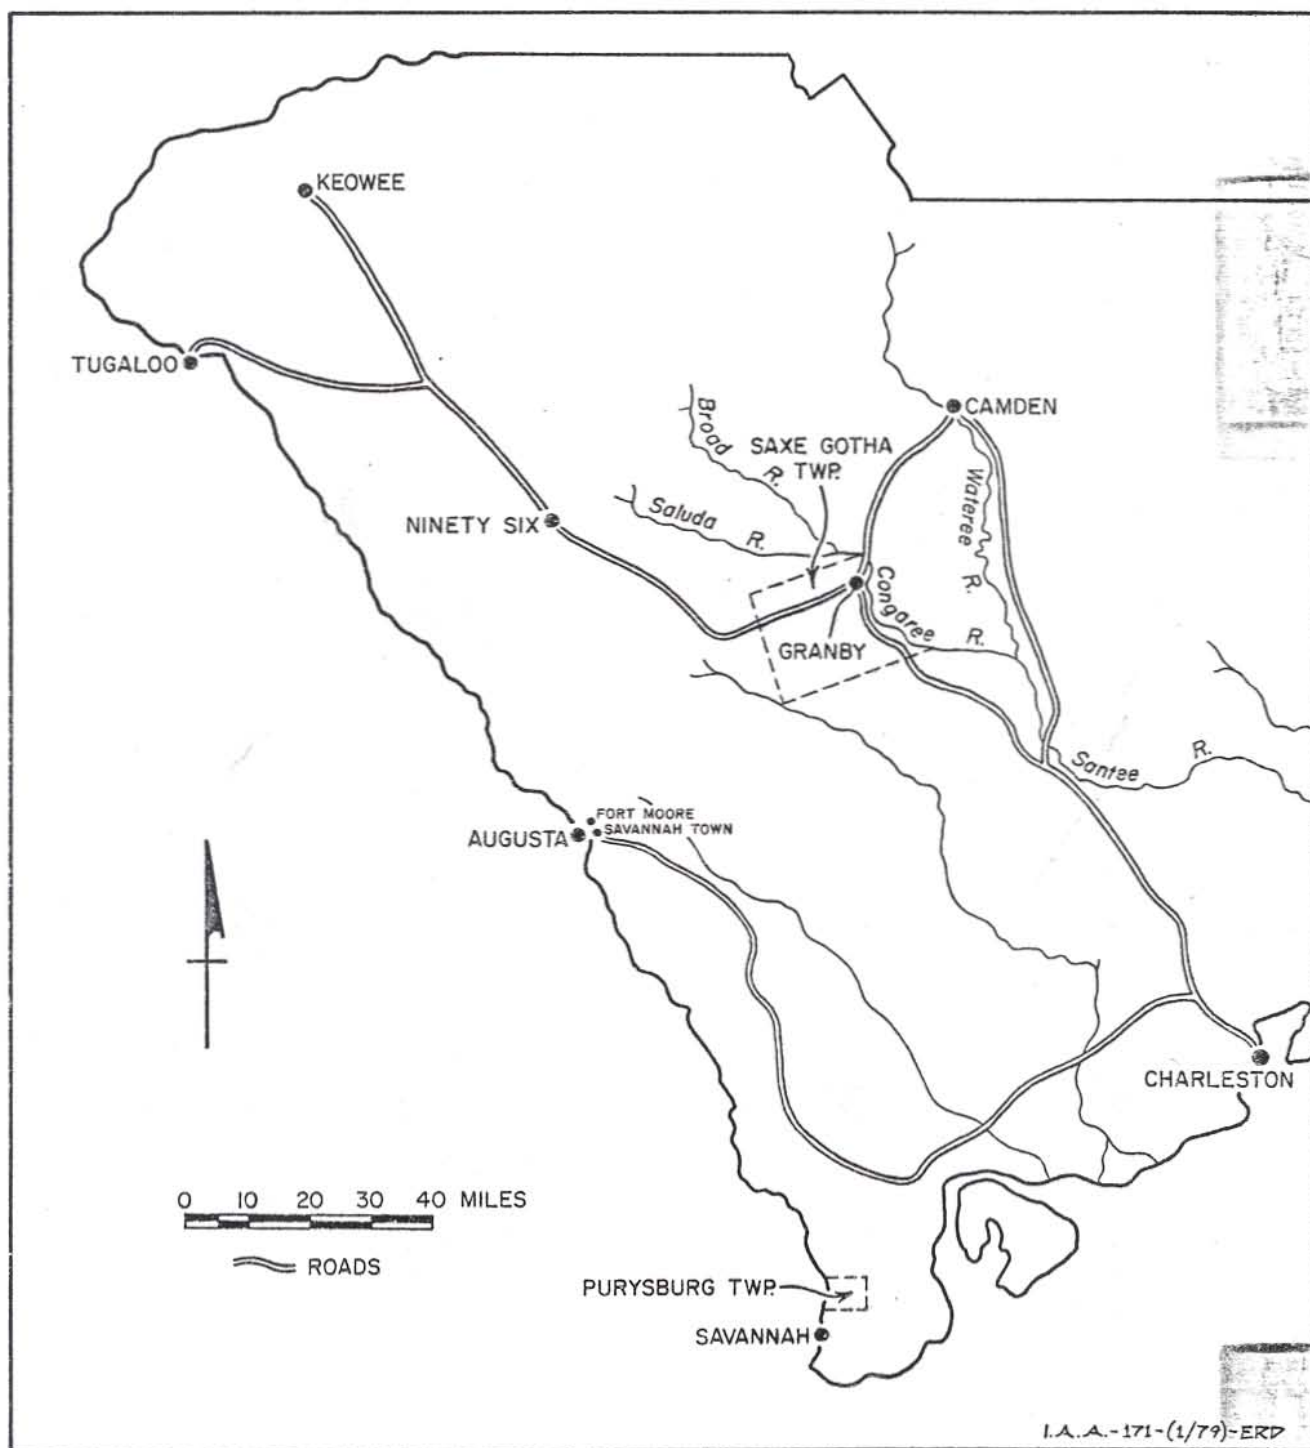 KEOWEE
TUGALOO
CAMDEN
Broad
R.
SAXE GOTHA
TWP.
Saluda
R.
Wateree
R.
NINETY SIX
Congaree
R.
GRANBY
Santee
R.
FORT MOORE
SAVANNAH TOWN
AUGUSTA
CHARLESTON
0 10 20 30 40 MILES
ROADS
PURYSBURG TWP.
SAVANNAH
I.A.A.-171-(1/79)-ERD